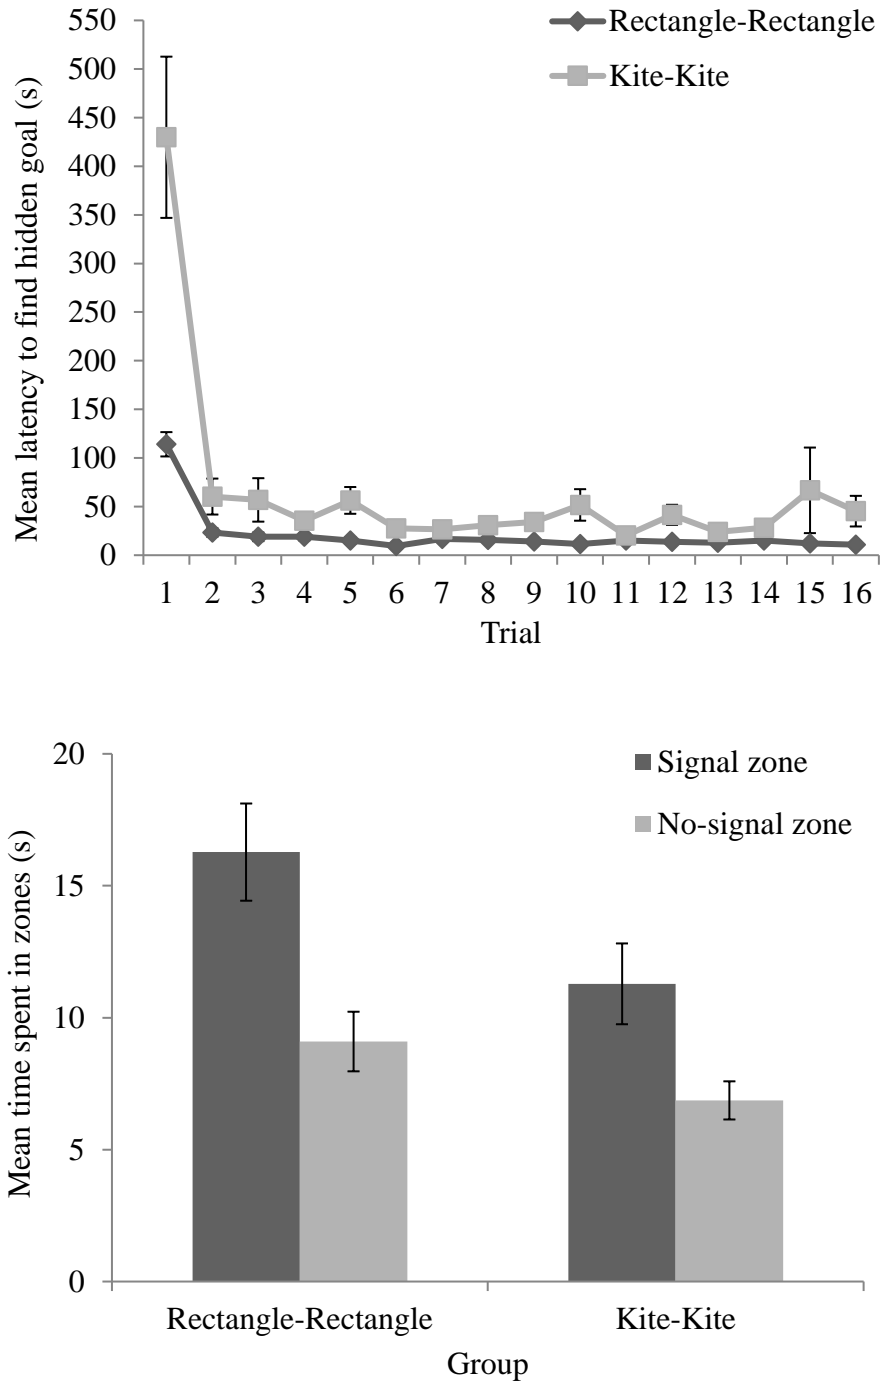 Mean latency to find hidden goal (s)
550
500
450
400
350
300
250
200
150
100
50
0
Rectangle-Rectangle
Kite-Kite
1 2 3 4 5 6 7 8 9 10 11 12 13 14 15 16
Trial
Mean time spent in zones (s)
20
15
10
5
0
Signal zone
No-signal zone
Rectangle-Rectangle Kite-Kite
Group